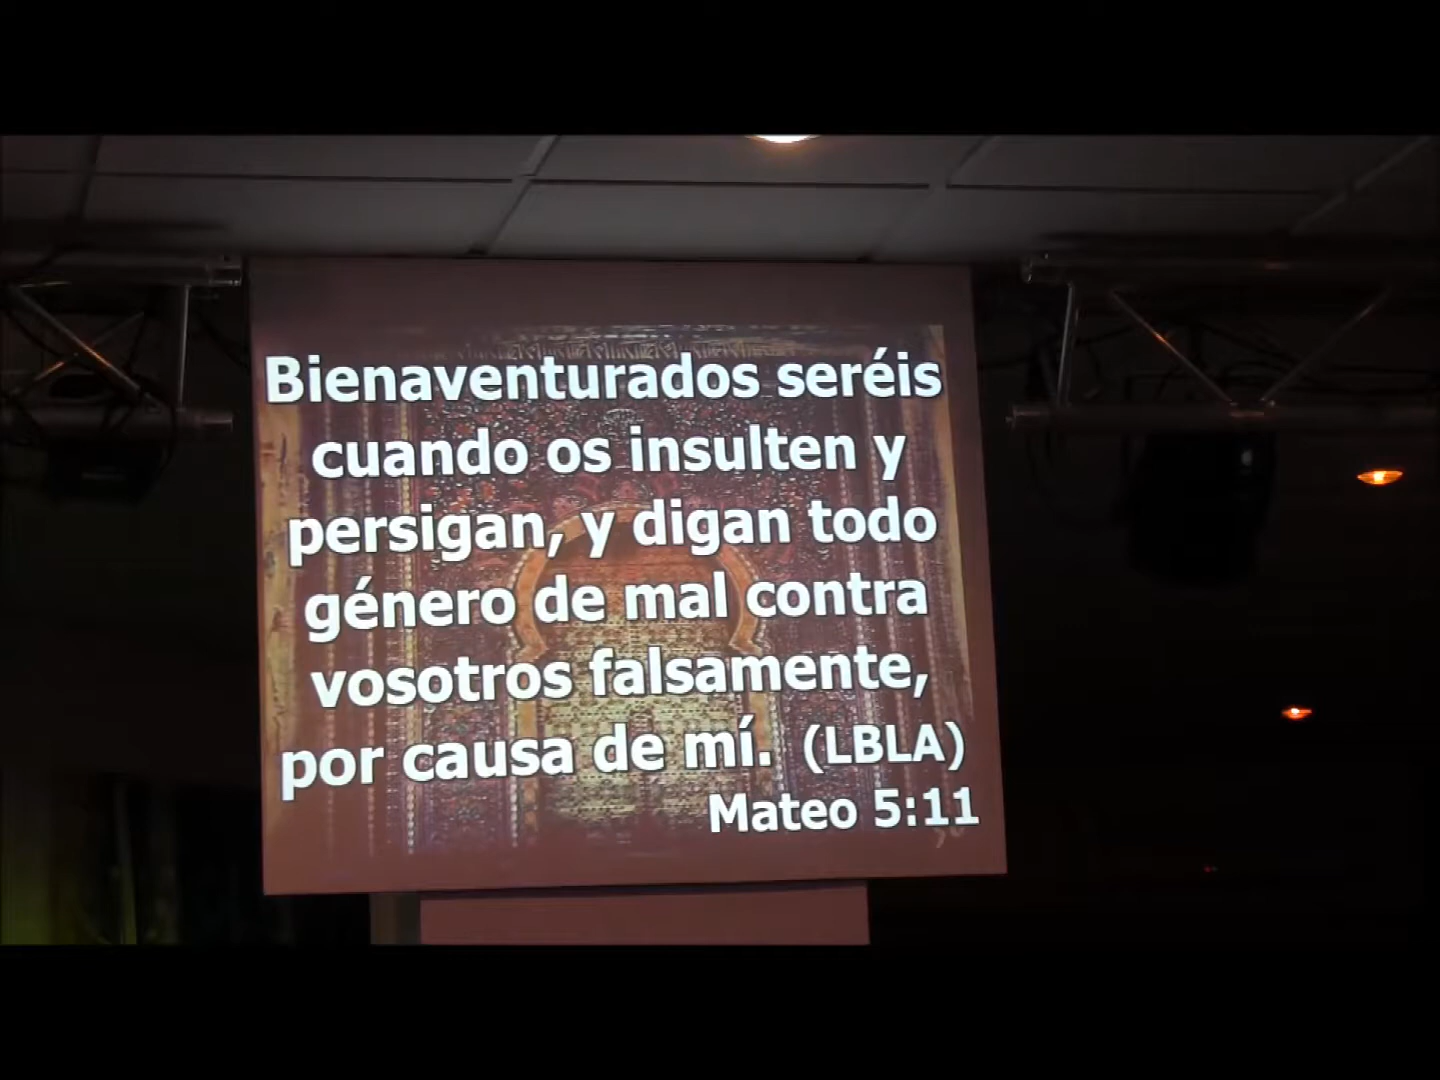 Bienaventurados seréis
cuando os insulten y
persigan, y digan todo
género de mal contra
vosotros falsamente,
por causa de mí. (LBLA)
Mateo 5:11